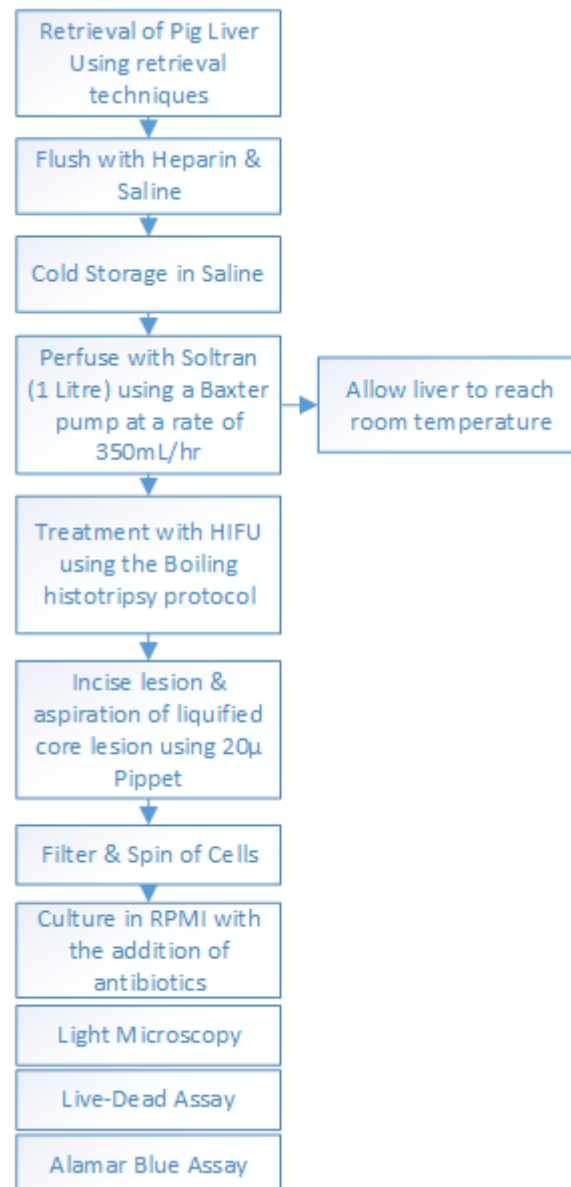 Retrieval of Pig Liver
Using retrieval
techniques
Flush with Heparin &
Saline
Cold Storage in Saline
Perfuse with Soltran
(1 Litre) using a Baxter
pump at a rate of
350mL/hr
Allow liver to reach
room temperature
Treatment with HIFU
using the Boiling
histotripsy protocol
Incise lesion &
aspiration of liquified
core lesion using 20µ
Pippet
Filter & Spin of Cells
Culture in RPMI with
the addition of
antibiotics
Light Microscopy
Live-Dead Assay
Alamar Blue Assay